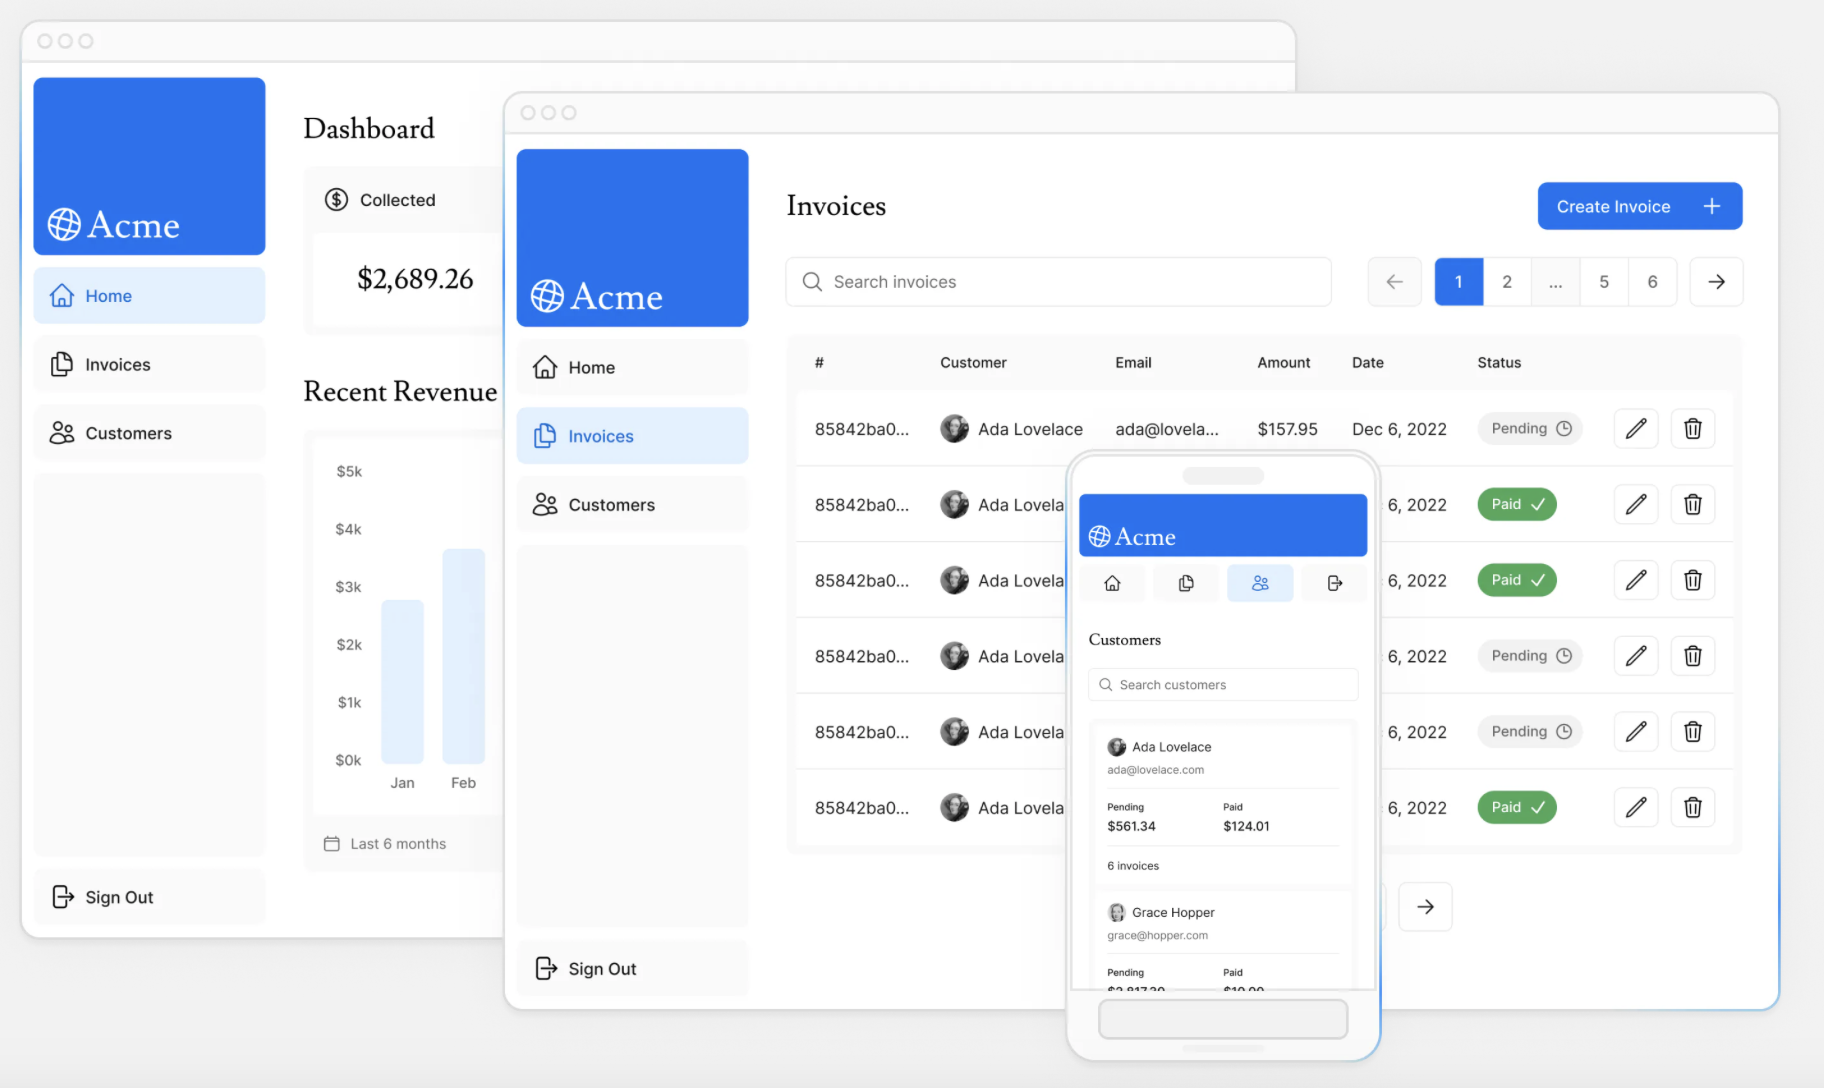 Acme
Home
Invoices
Customers
Sign Out
Dashboard
Collected
$2,689.26
Recent Revenue
$5k
$4k
$3k
$2k
$1k
$0k
Jan Feb
Last 6 months
Acme
Home
Invoices
Customers
Sign Out
Invoices
Create Invoice
Search invoices
1 2 ... 5 6
# Customer Email Amount Date Status
85842ba0... Ada Lovelace ada@lovela... $157.95 Dec 6, 2022 Pending
85842ba0... Ada Lovela 6, 2022 Paid
85842ba0... Ada Lovela 6, 2022 Paid
85842ba0... Ada Lovela 6, 2022 Pending
85842ba0... Ada Lovela 6, 2022 Pending
85842ba0... Ada Lovela 6, 2022 Paid
Acme
Customers
Search customers
Ada Lovelace
ada@lovelace.com
Pending Paid
$561.34 $124.01
6 invoices
Grace Hopper
grace@hopper.com
Pending Paid